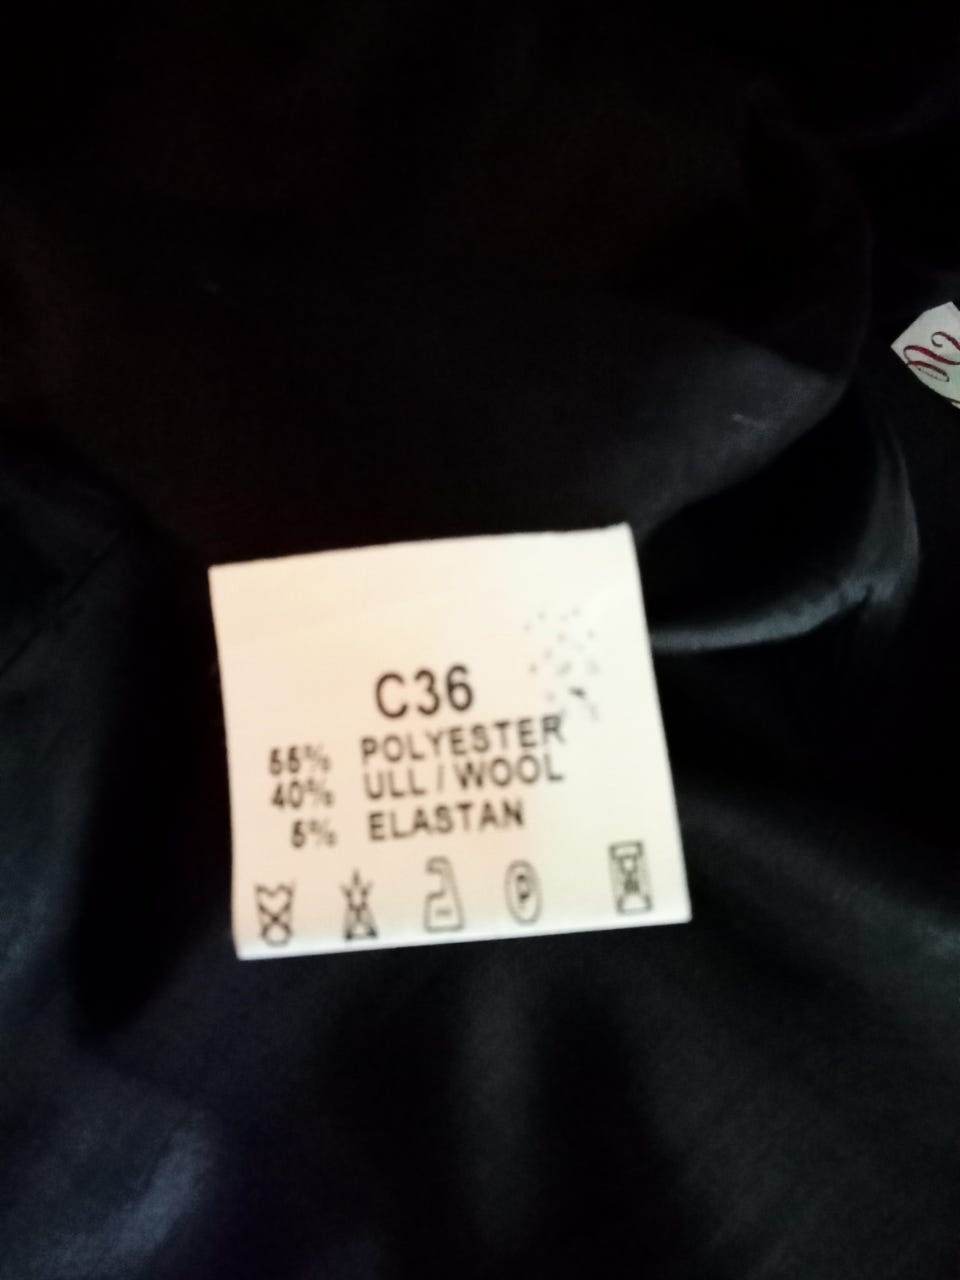 C36
55% POLYESTER
40% ULL / WOOL
5% ELASTAN
P